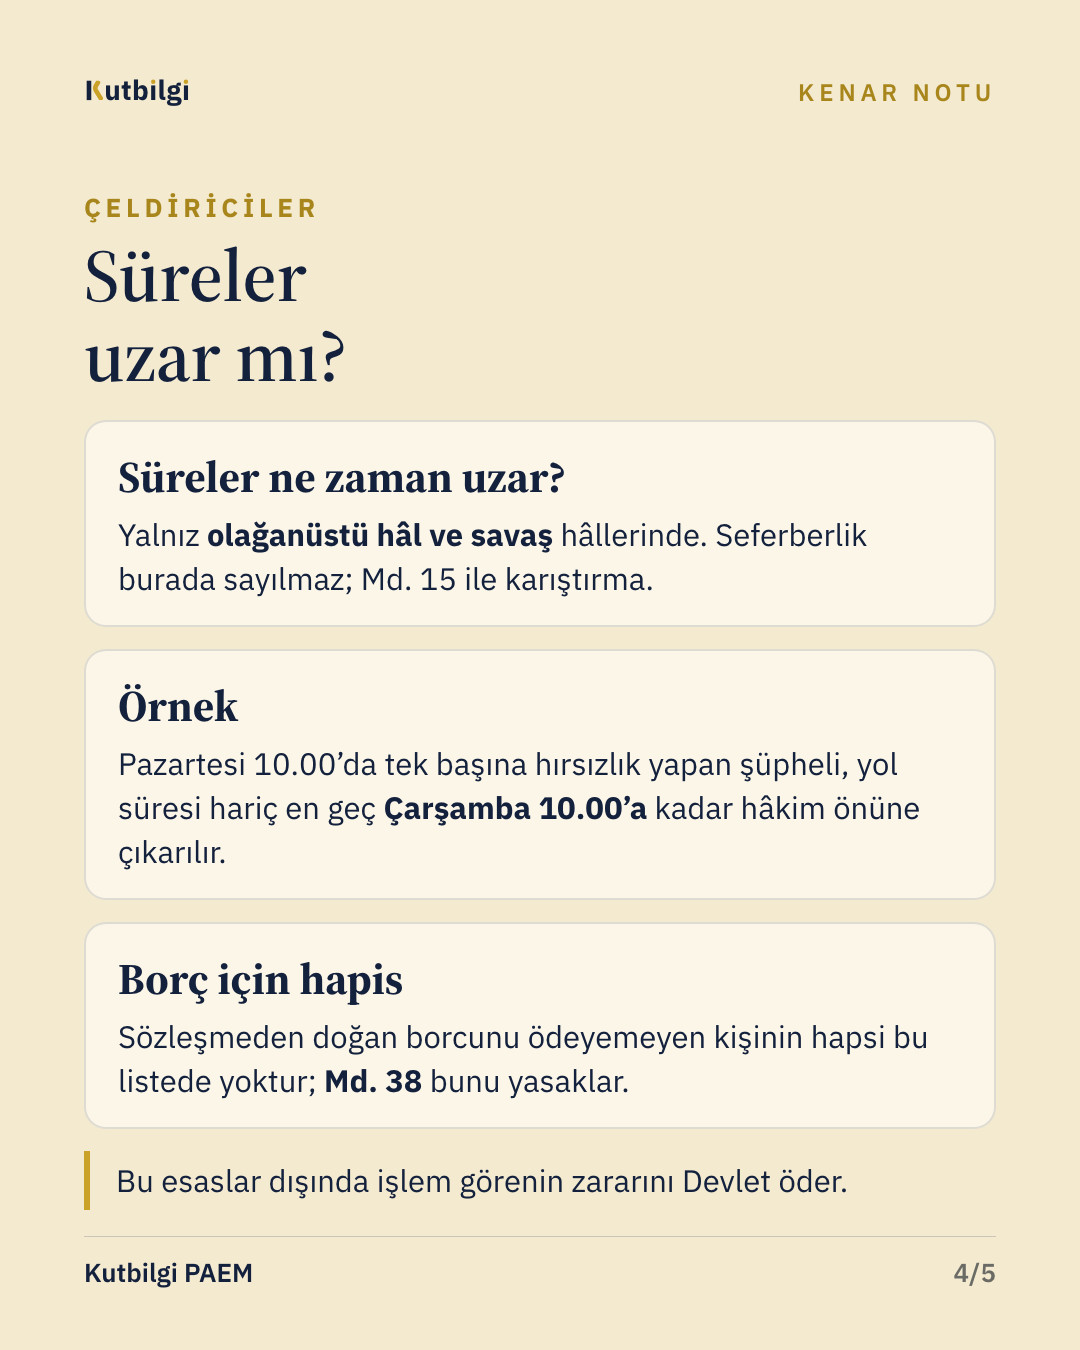 Kutbilgi
KENAR NOTU
ÇELDİRİCİLER
Süreler
uzar mı?
Süreler ne zaman uzar?
Yalnız olağanüstü hâl ve savaş hâllerinde. Seferberlik
burada sayılmaz; Md. 15 ile karıştırma.
Örnek
Pazartesi 10.00’da tek başına hırsızlık yapan şüpheli, yol
süresi hariç en geç Çarşamba 10.00’a kadar hâkim önüne
çıkarılır.
Borç için hapis
Sözleşmeden doğan borcunu ödeyemeyen kişinin hapsi bu
listede yoktur; Md. 38 bunu yasaklar.
Bu esaslar dışında işlem görenin zararını Devlet öder.
Kutbilgi PAEM
4/5